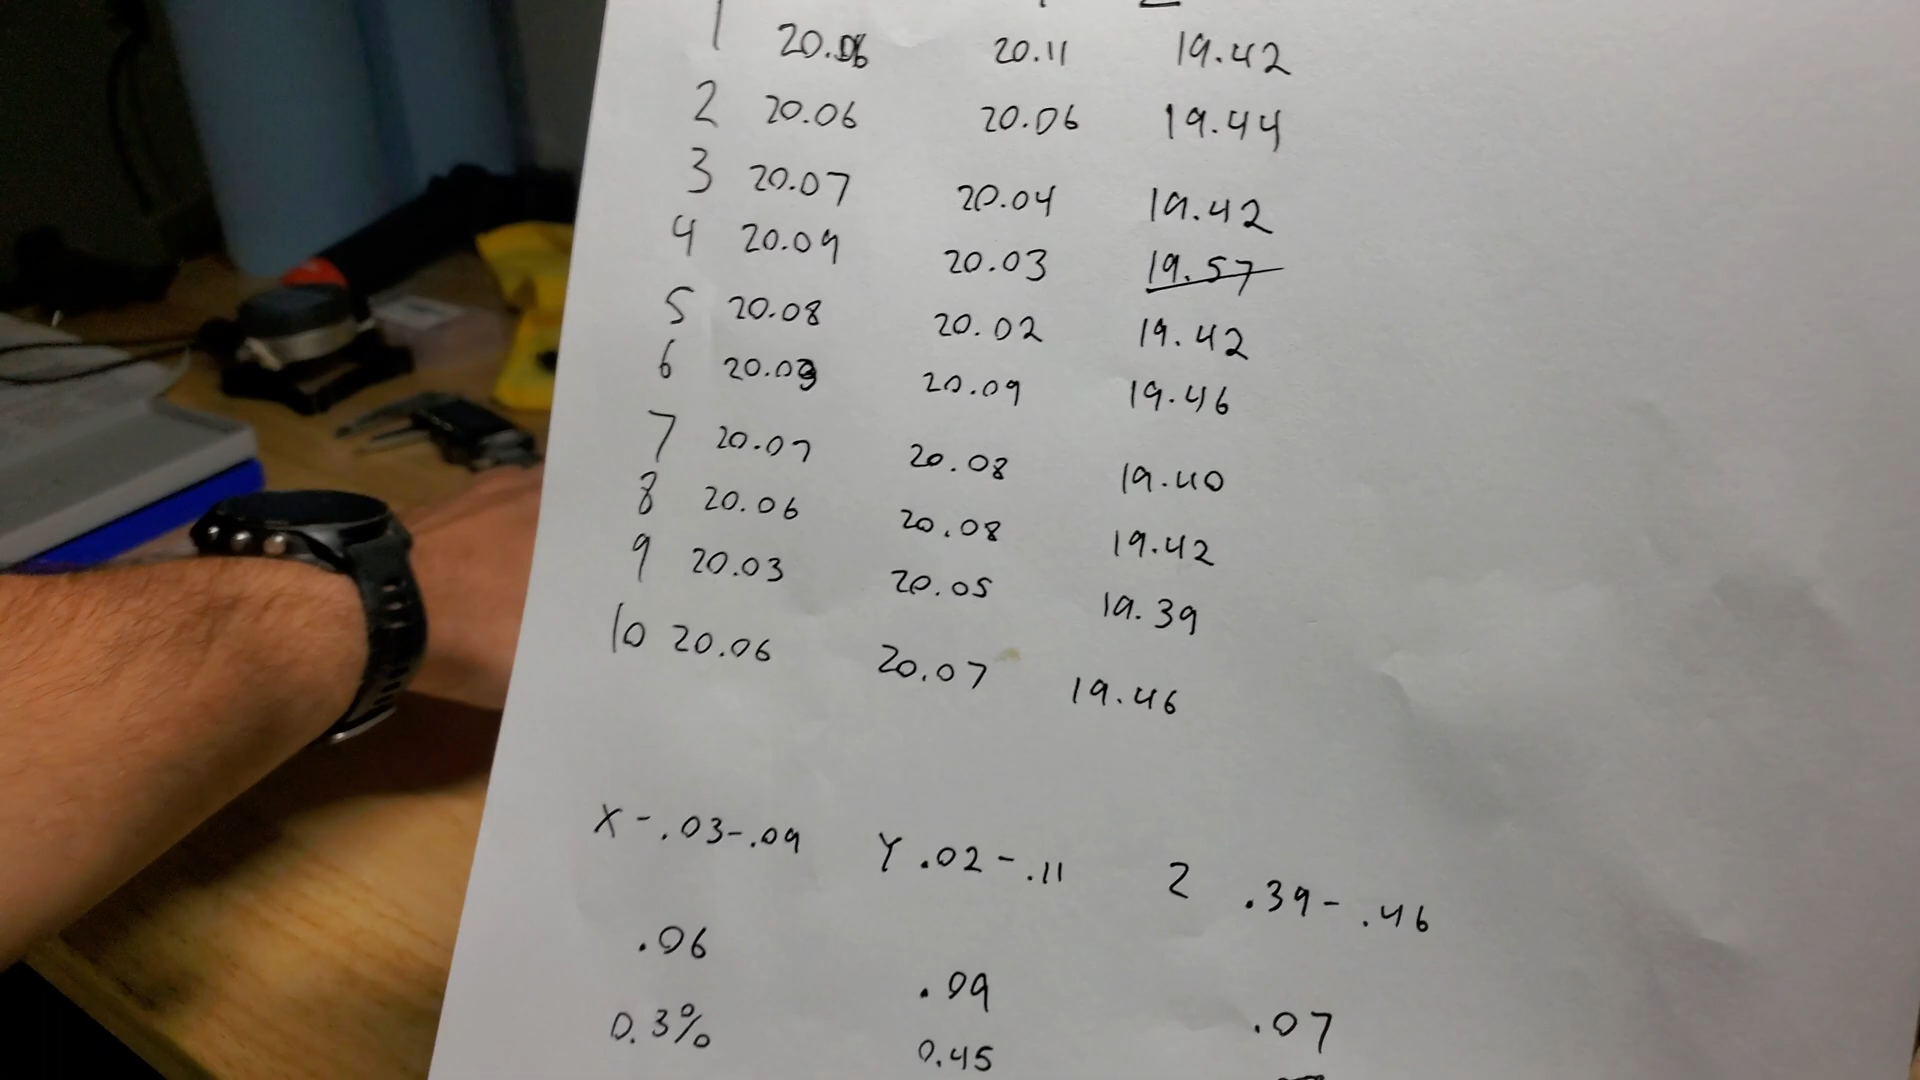 1 20.06 20.11 19.42
2 20.06 20.06 19.44
3 20.07 20.04 19.42
4 20.09 20.03 19.57
5 20.08 20.02 19.42
6 20.09 19.46
7 20.07 20.08 19.40
8 20.06 20.08 19.42
9 20.03 20.05 19.39
10 20.06 20.07 19.46
X - .03-.09 Y .02 - .11 Z .39 - .46
.06 .09 .07
0.3% 0.45